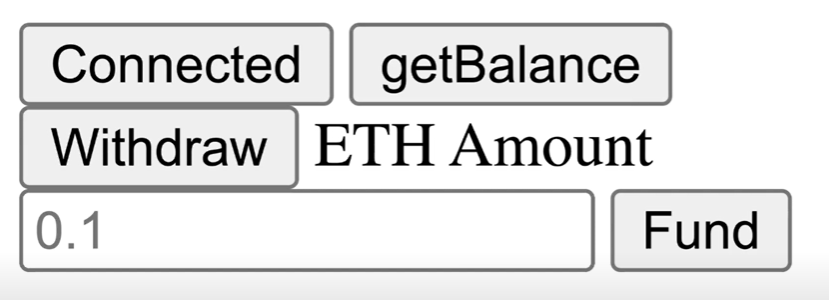 Connected getBalance
Withdraw ETH Amount
0.1 Fund